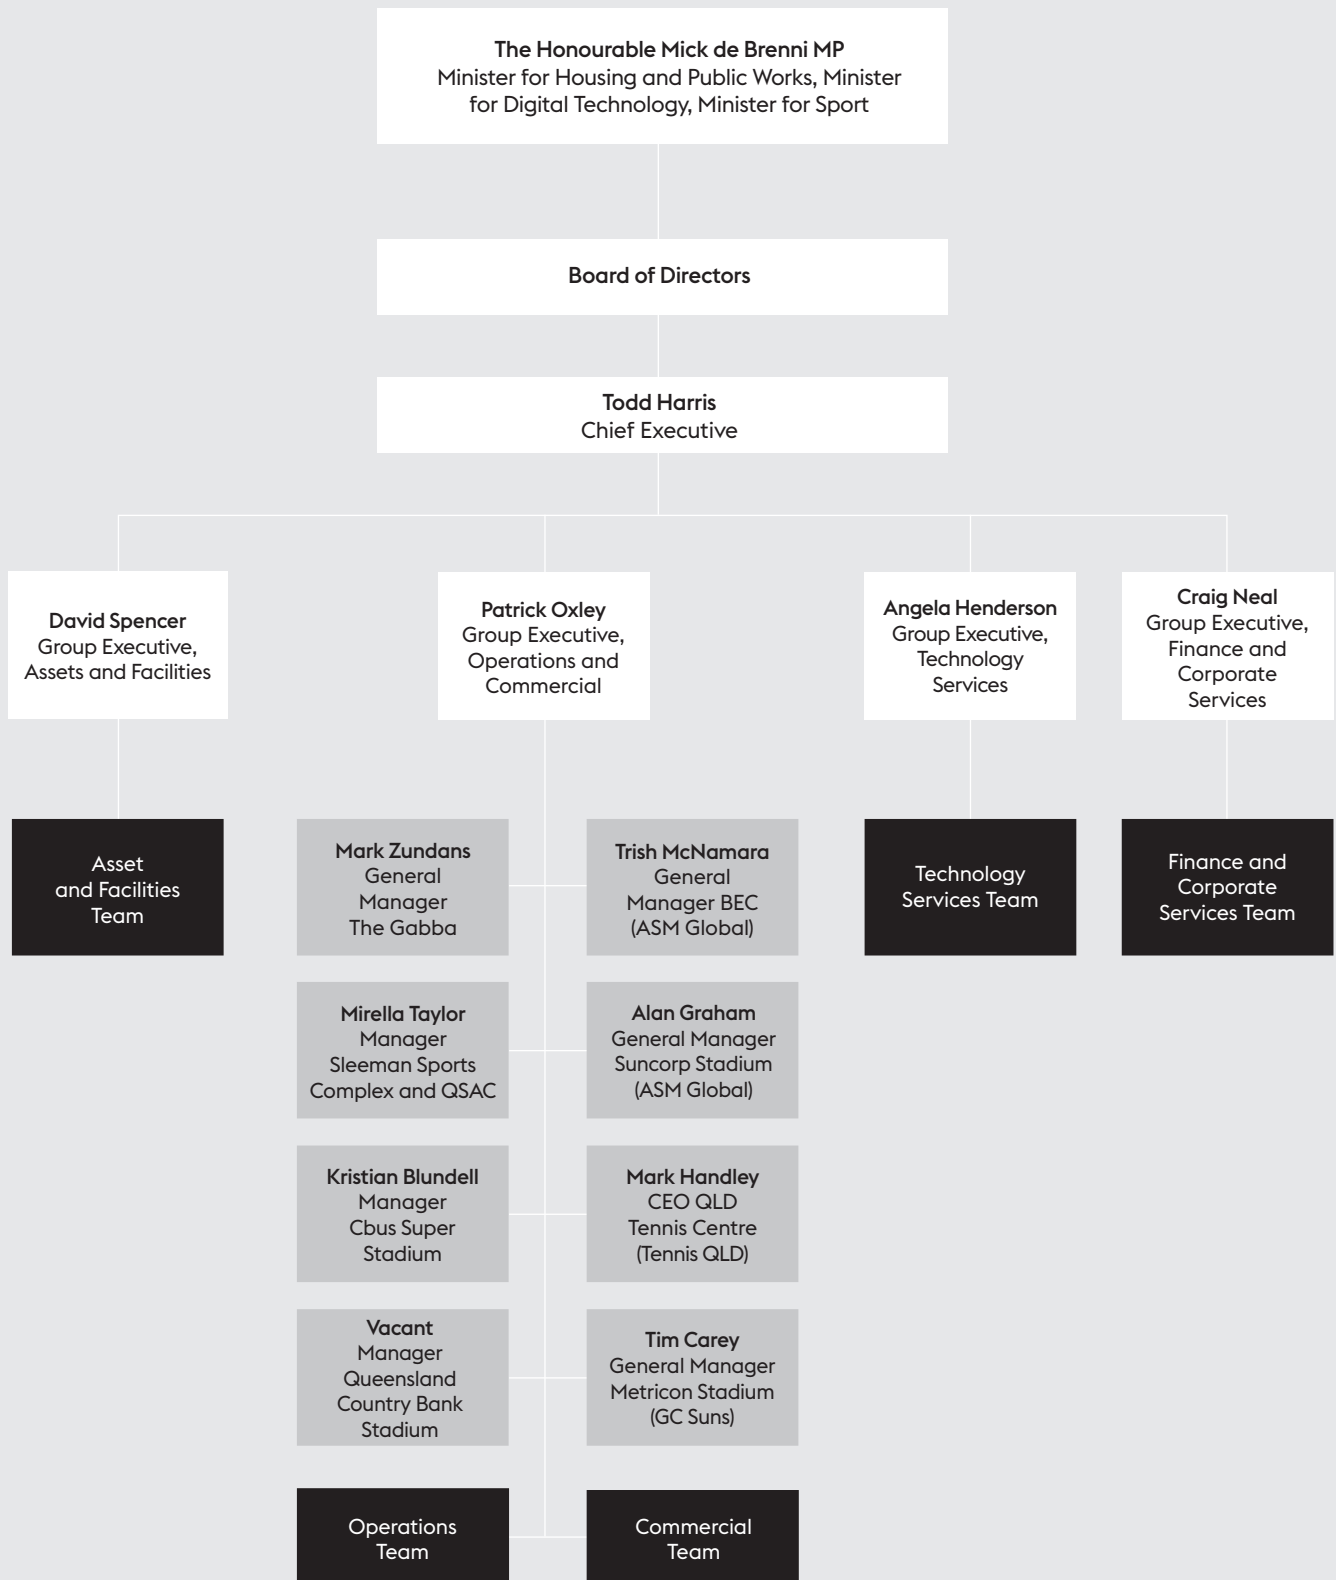 The Honourable Mick de Brenni MP
Minister for Housing and Public Works, Minister
for Digital Technology, Minister for Sport
Board of Directors
Todd Harris
Chief Executive
David Spencer
Group Executive,
Assets and Facilities
Patrick Oxley
Group Executive,
Operations and
Commercial
Angela Henderson
Group Executive,
Technology
Services
Craig Neal
Group Executive,
Finance and
Corporate
Services
Asset
and Facilities
Team
Mark Zundans
General
Manager
The Gabba
Trish McNamara
General
Manager BEC
(ASM Global)
Technology
Services Team
Finance and
Corporate
Services Team
Mirella Taylor
Manager
Sleeman Sports
Complex and QSAC
Alan Graham
General Manager
Suncorp Stadium
(ASM Global)
Kristian Blundell
Manager
Cbus Super
Stadium
Mark Handley
CEO QLD
Tennis Centre
(Tennis QLD)
Vacant
Manager
Queensland
Country Bank
Stadium
Tim Carey
General Manager
Metricon Stadium
(GC Suns)
Operations
Team
Commercial
Team